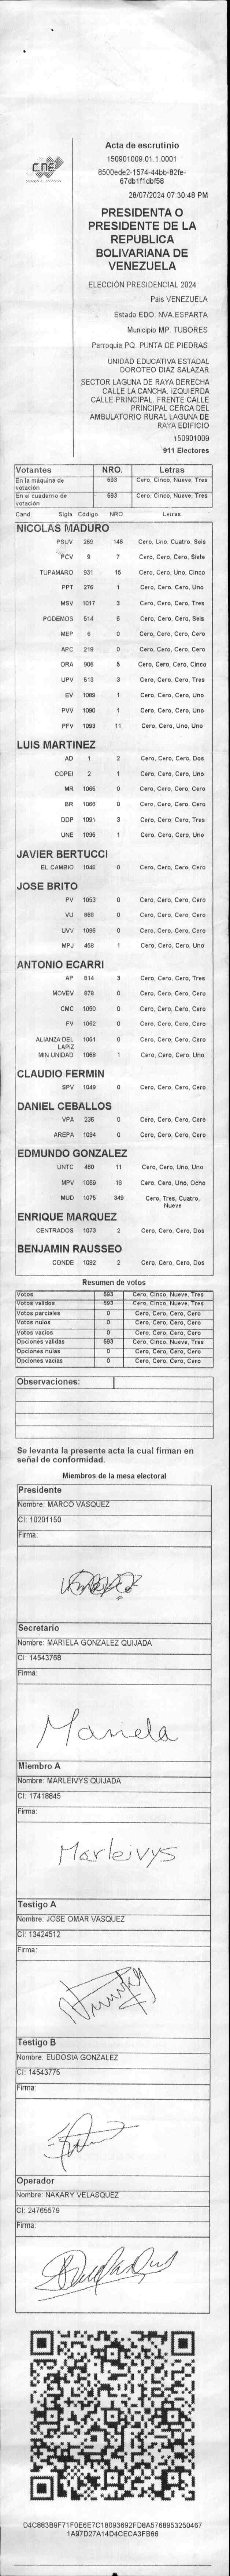 CNE
Acta de escrutinio
150901009.01.1.0001
8500ede2-1574-44bb-82fe-
67db1f1dbf58
28/07/2024 07:30:48 PM
PRESIDENTA O
PRESIDENTE DE LA
REPUBLICA
BOLIVARIANA DE
VENEZUELA
ELECCIÓN PRESIDENCIAL 2024
Pais VENEZUELA
Estado EDO. NVA.ESPARTA
Municipio MP. TUBORES
Parroquia PQ. PUNTA DE PIEDRAS
UNIDAD EDUCATIVA ESTADAL
DOROTEO DIAZ SALAZAR
SECTOR LAGUNA DE RAYA DERECHA
CALLE LA CANCHA. IZQUIERDA
CALLE PRINCIPAL. FRENTE CALLE
PRINCIPAL CERCA DEL
AMBULATORIO RURAL LAGUNA DE
RAYA EDIFICIO
150901009
911 Electores
Votantes NRO. Letras
En la máquina de votación 593 Cero, Cinco, Nueve, Tres
En el cuaderno de votación 593 Cero, Cinco, Nueve, Tres
Cand. Sigls Código NRO. Letras
NICOLAS MADURO
PSUV 269 146 Cero, Uno, Cuatro, Seis
PCV 9 7 Cero, Cero, Cero, Siete
TUPAMARO 931 15 Cero, Cero, Uno, Cinco
PPT 276 1 Cero, Cero, Cero, Uno
MSV 1017 3 Cero, Cero, Cero, Tres
PODEMOS 514 6 Cero, Cero, Cero, Seis
MEP 6 0 Cero, Cero, Cero, Cero
APC 219 0 Cero, Cero, Cero, Cero
ORA 906 5 Cero, Cero, Cero, Cinco
UPV 613 3 Cero, Cero, Cero, Tres
EV 1089 1 Cero, Cero, Cero, Uno
PVV 1090 1 Cero, Cero, Cero, Uno
PFV 1093 11 Cero, Cero, Uno, Uno
LUIS MARTINEZ
AD 1 2 Cero, Cero, Cero, Dos
COPEI 2 1 Cero, Cero, Cero, Uno
MR 1065 0 Cero, Cero, Cero, Cero
BR 1066 0 Cero, Cero, Cero, Cero
DDP 1091 3 Cero, Cero, Cero, Tres
UNE 1095 1 Cero, Cero, Cero, Uno
JAVIER BERTUCCI
EL CAMBIO 1046 0 Cero, Cero, Cero, Cero
JOSE BRITO
PV 1053 0 Cero, Cero, Cero, Cero
VU 868 0 Cero, Cero, Cero, Cero
UVV 1096 0 Cero, Cero, Cero, Cero
MPJ 458 1 Cero, Cero, Cero, Uno
ANTONIO ECARRI
AP 814 3 Cero, Cero, Cero, Tres
MOVEV 879 0 Cero, Cero, Cero, Cero
CMC 1050 0 Cero, Cero, Cero, Cero
FV 1062 0 Cero, Cero, Cero, Cero
ALIANZA DEL LAPIZ 1051 0 Cero, Cero, Cero, Cero
MIN UNIDAD 1088 1 Cero, Cero, Cero, Uno
CLAUDIO FERMIN
SPV 1049 0 Cero, Cero, Cero, Cero
DANIEL CEBALLOS
VPA 236 0 Cero, Cero, Cero, Cero
AREPA 1094 0 Cero, Cero, Cero, Cero
EDMUNDO GONZALEZ
UNTC 460 11 Cero, Cero, Uno, Uno
MPV 1069 18 Cero, Cero, Uno, Ocho
MUD 1075 349 Cero, Tres, Cuatro,
Nueve
ENRIQUE MARQUEZ
CENTRADOS 1073 2 Cero, Cero, Cero, Dos
BENJAMIN RAUSSEO
CONDE 1092 2 Cero, Cero, Cero, Dos
Resumen de votos
Votos 593 Cero, Cinco, Nueve, Tres
Votos validos 593 Cero, Cinco, Nueve, Tres
Votos parciales 0 Cero, Cero, Cero, Cero
Votos nulos 0 Cero, Cero, Cero, Cero
Votos vacios 0 Cero, Cero, Cero, Cero
Opciones validas 593 Cero, Cinco, Nueve, Tres
Opciones nulas 0 Cero, Cero, Cero, Cero
Opciones vacias 0 Cero, Cero, Cero, Cero
Observaciones:
Se levanta la presente acta la cual firman en
señal de conformidad.
Miembros de la mesa electoral
Presidente
Nombre: MARCO VASQUEZ
CI: 10201150
Firma:
Secretario
Nombre: MARIELA GONZALEZ QUIJADA
CI: 14543768
Firma:
Mariela
Miembro A
Nombre: MARLEIVYS QUIJADA
CI: 17418845
Firma:
Marleivys
Testigo A
Nombre: JOSE OMAR VASQUEZ
CI: 13424512
Firma:
Testigo B
Nombre: EUDOSIA GONZALEZ
CI: 14543775
Firma:
Operador
Nombre: NAKARY VELASQUEZ
CI: 24765579
Firma:
D4C883B9F71F0E6E7C18093692FD8A5768953250467
1A97D27A14D4CECA3FB66